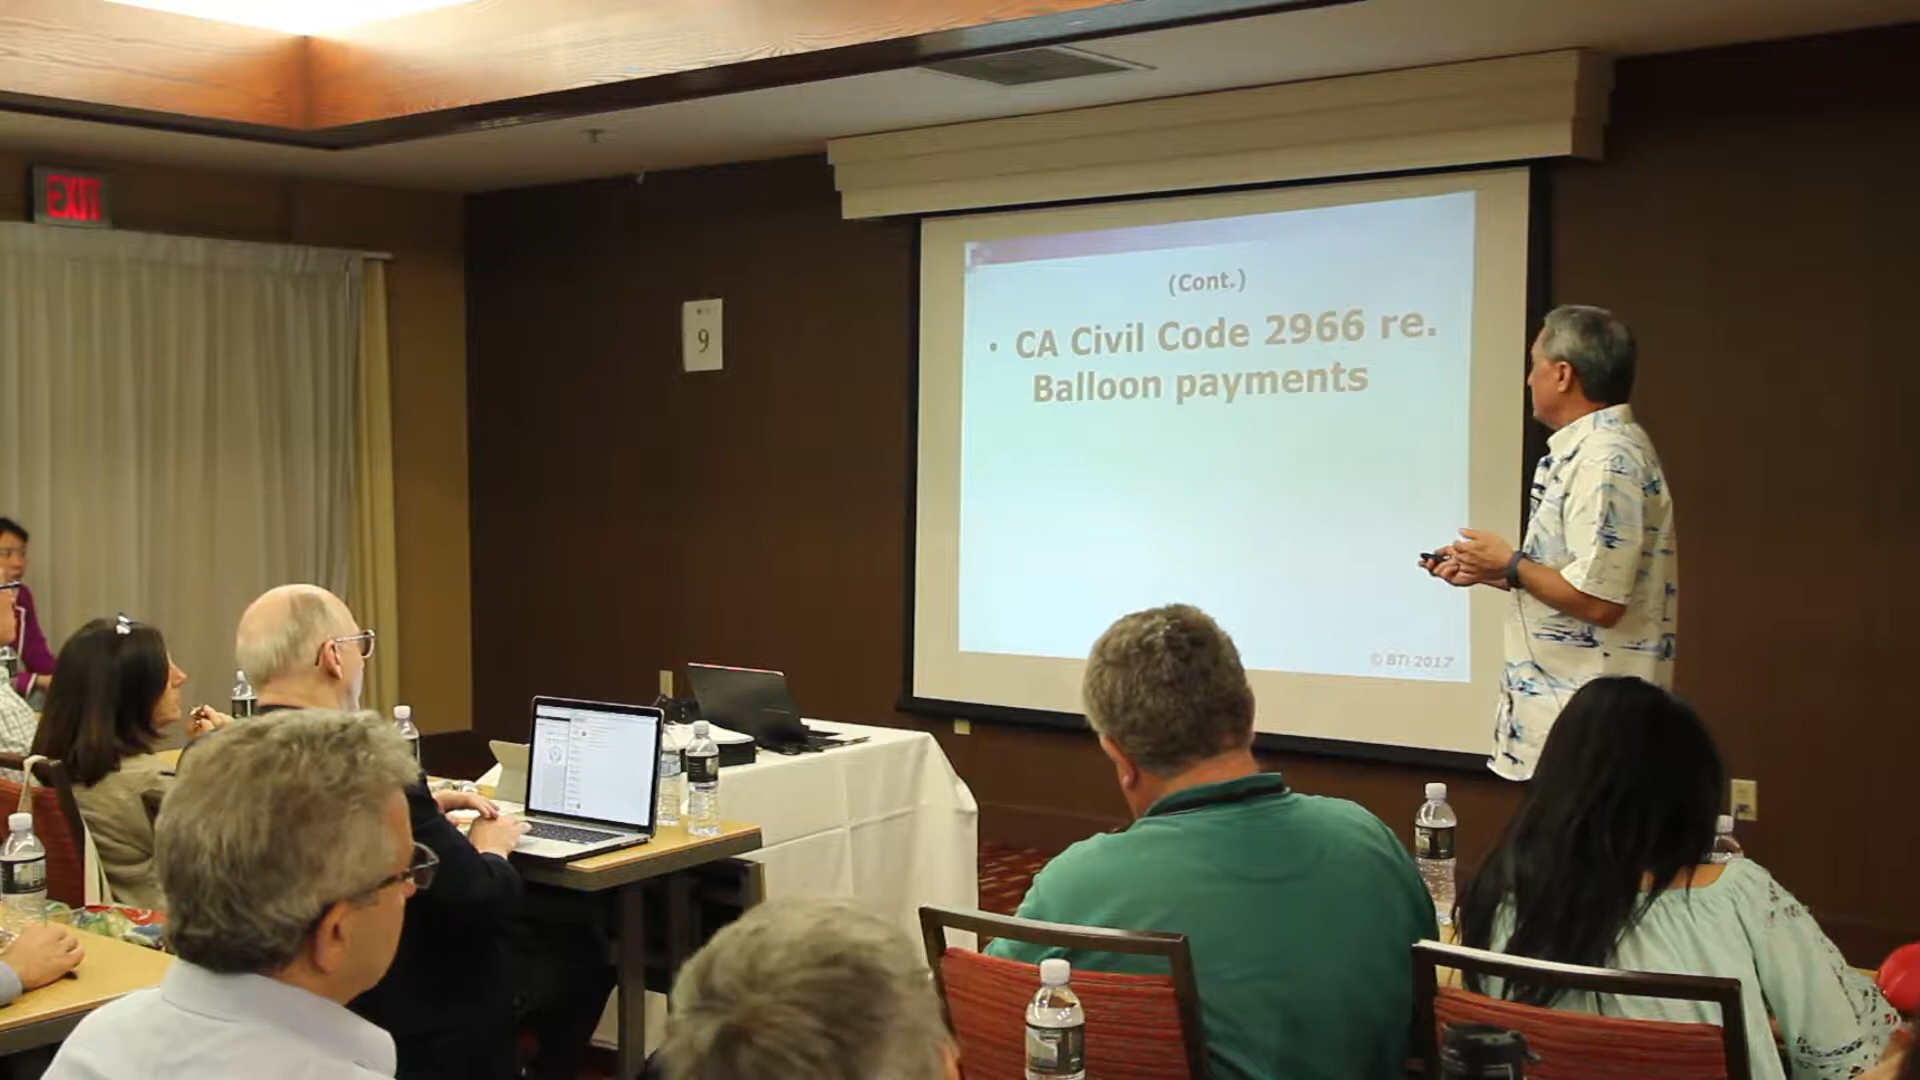 EXIT
9
(Cont.)
• CA Civil Code 2966 re.
Balloon payments
© BTI 2017